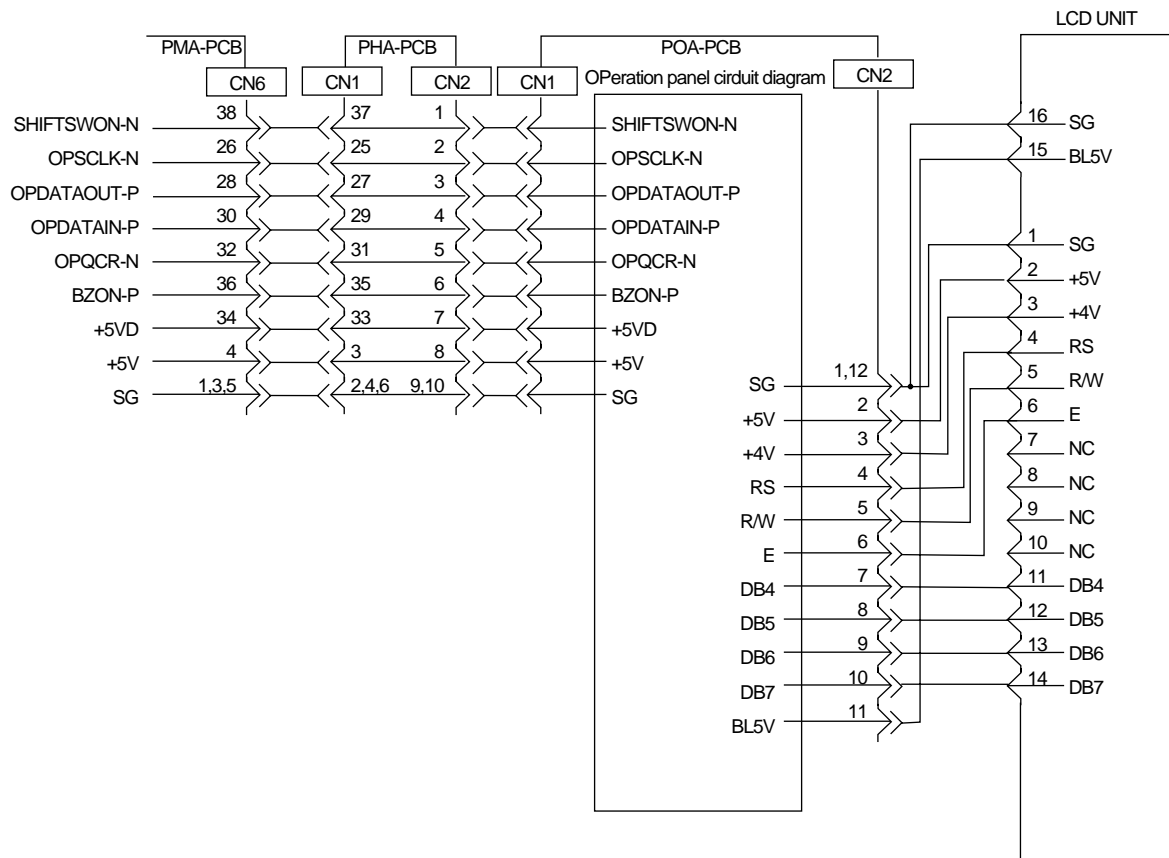 LCD UNIT
PMA-PCB PHA-PCB POA-PCB
CN6 CN1 CN2 CN1 OPeration panel cirduit diagram CN2
SHIFTSWON-N 38 37 1 SHIFTSWON-N
16 SG
OPSCLK-N 26 25 2 OPSCLK-N
15 BL5V
OPDATAOUT-P 28 27 3 OPDATAOUT-P
OPDATAIN-P 30 29 4 OPDATAIN-P
1 SG
OPQCR-N 32 31 5 OPQCR-N
2 +5V
BZON-P 36 35 6 BZON-P
3 +4V
+5VD 34 33 7 +5VD
4 RS
+5V 4 3 8 +5V
5 R/W
SG 1,3,5 2,4,6 9,10 SG
SG 1,12
6 E
+5V 2
7 NC
+4V 3
8 NC
RS 4
9 NC
R/W 5
10 NC
E 6
DB4 7 11 DB4
DB5 8 12 DB5
DB6 9 13 DB6
DB7 10 14 DB7
BL5V 11